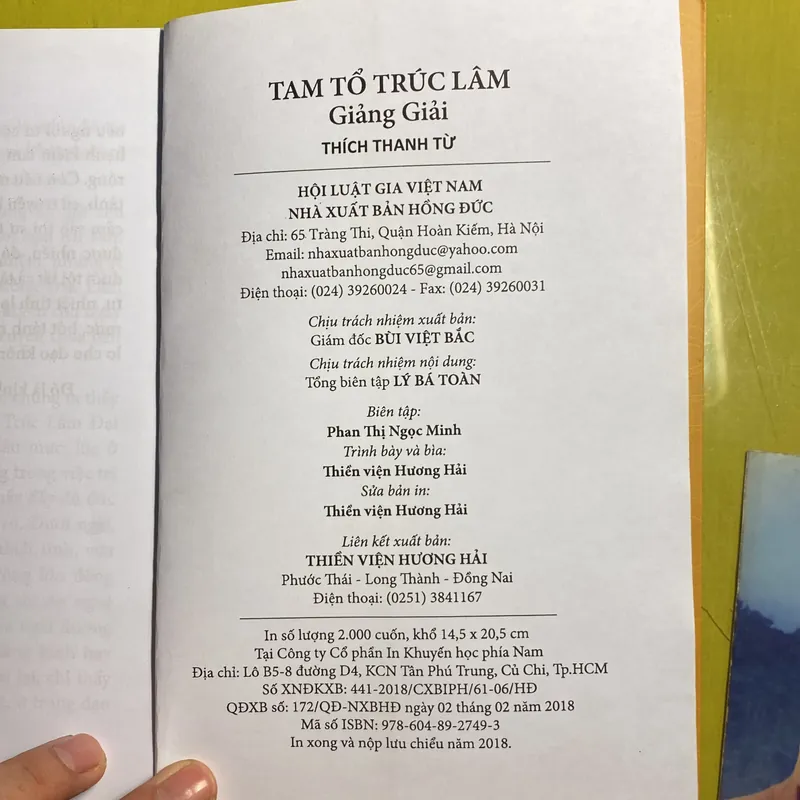 TAM TỔ TRÚC LÂM
Giảng Giải
THÍCH THANH TỪ
HỘI LUẬT GIA VIỆT NAM
NHÀ XUẤT BẢN HỒNG ĐỨC
Địa chỉ: 65 Tràng Thi, Quận Hoàn Kiếm, Hà Nội
Email: nhaxuatbanhongduc@yahoo.com
nhaxuatbanhongduc65@gmail.com
Điện thoại: (024) 39260024 - Fax: (024) 39260031
Chịu trách nhiệm xuất bản:
Giám đốc BÙI VIỆT BẮC
Chịu trách nhiệm nội dung:
Tổng biên tập LÝ BÁ TOÀN
Biên tập:
Phan Thị Ngọc Minh
Trình bày và bìa:
Thiền viện Hương Hải
Sửa bản in:
Thiền viện Hương Hải
Liên kết xuất bản:
THIỀN VIỆN HƯƠNG HẢI
Phước Thái - Long Thành - Đồng Nai
Điện thoại: (0251) 3841167
In số lượng 2.000 cuốn, khổ 14,5 x 20,5 cm
Tại Công ty Cổ phần In Khuyến học phía Nam
Địa chỉ: Lô B5-8 đường D4, KCN Tân Phú Trung, Củ Chi, Tp.HCM
Số XNĐKXB: 441-2018/CXBIPH/61-06/HĐ
QĐXB số: 172/QĐ-NXBHĐ ngày 02 tháng 02 năm 2018
Mã số ISBN: 978-604-89-2749-3
In xong và nộp lưu chiểu năm 2018.